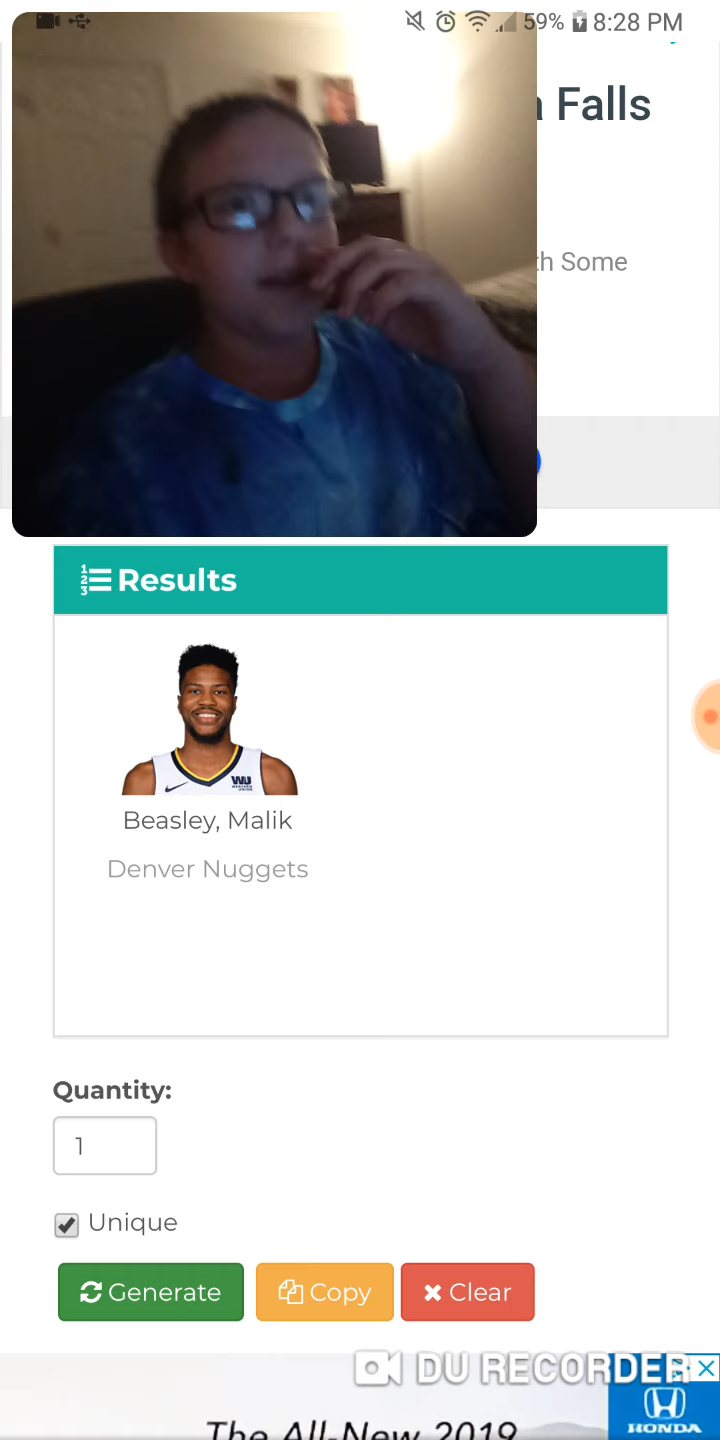 59% 8:28 PM
Falls
th Some
Results
WU
Beasley, Malik
Denver Nuggets
Quantity:
1
Unique
Generate Copy Clear
DU RECORDER
The All-New 2019
HONDA